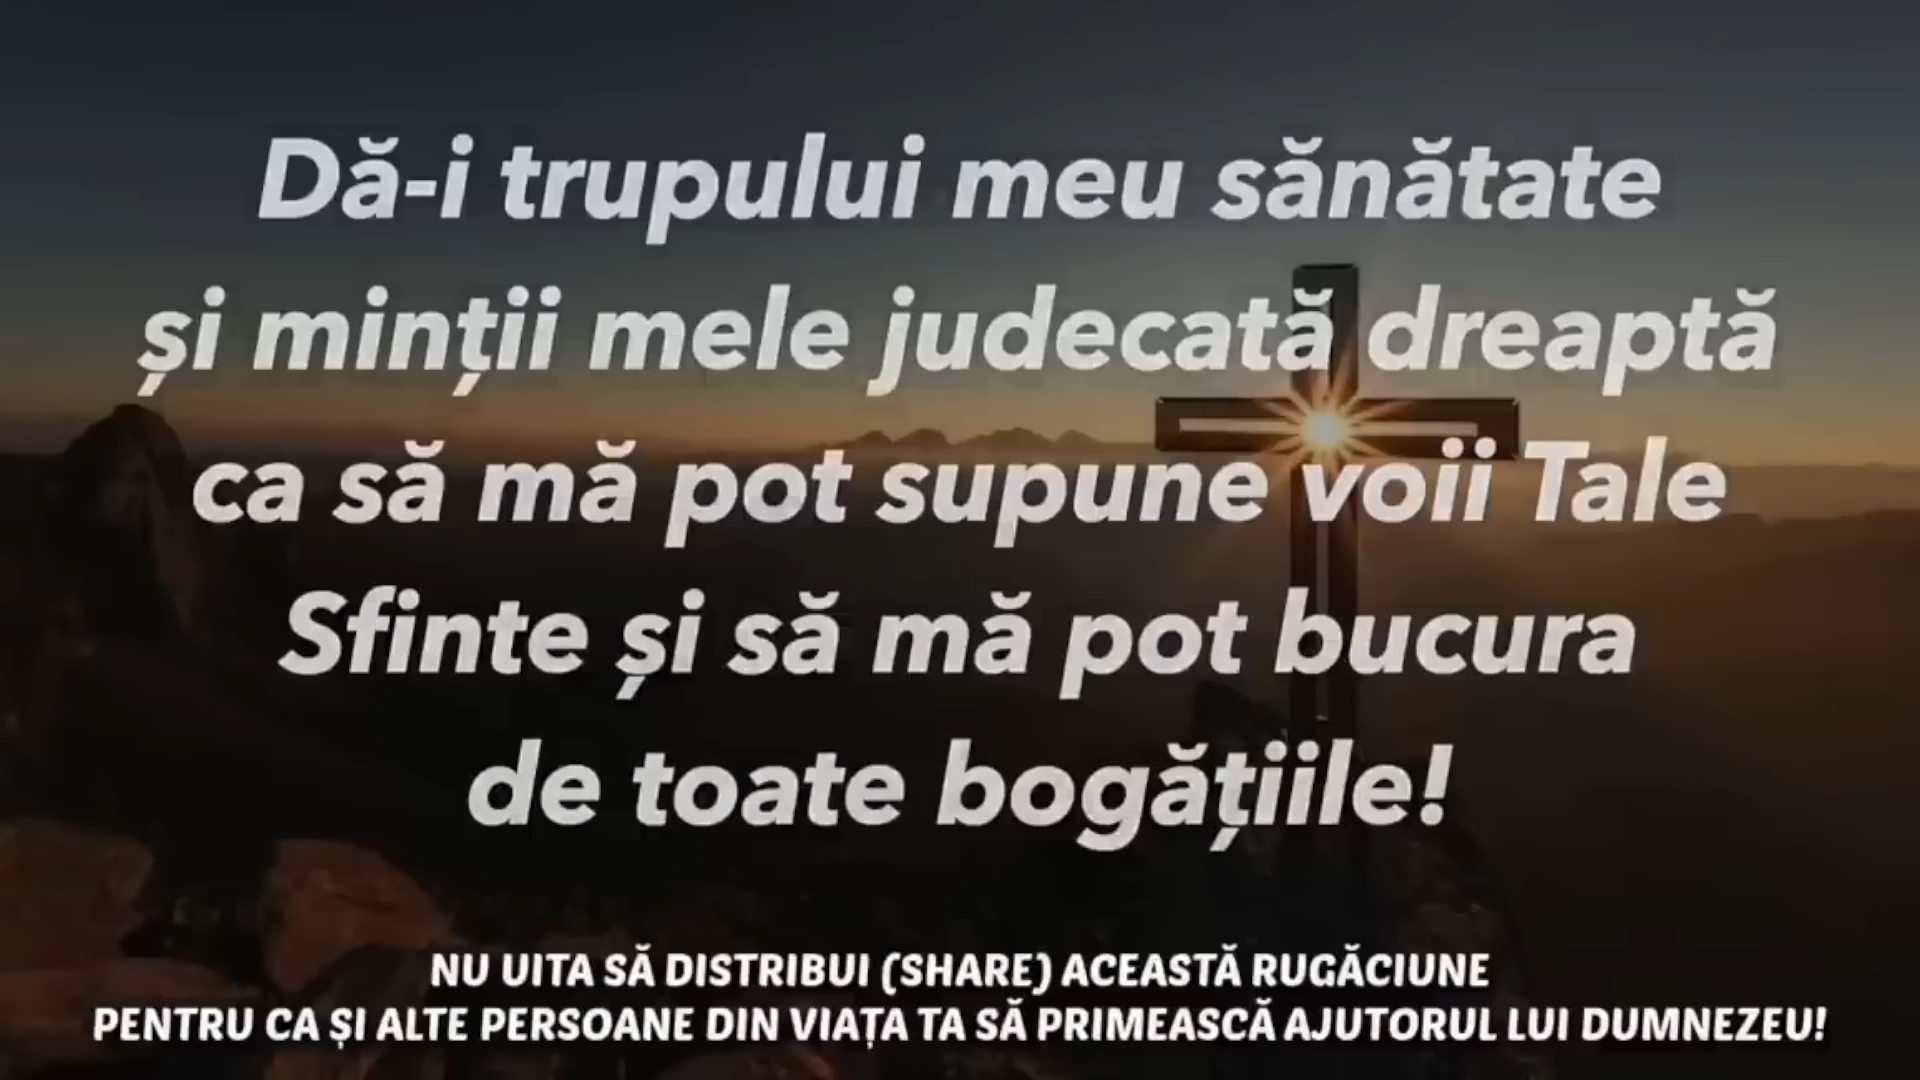 Dă-i trupului meu sănătate
și minții mele judecată dreaptă
ca să mă pot supune voii Tale
Sfinte și să mă pot bucura
de toate bogățiile!
NU UITA SĂ DISTRIBUI (SHARE) ACEASTĂ RUGĂCIUNE
PENTRU CA ȘI ALTE PERSOANE DIN VIAȚA TA SĂ PRIMEASCĂ AJUTORUL LUI DUMNEZEU!